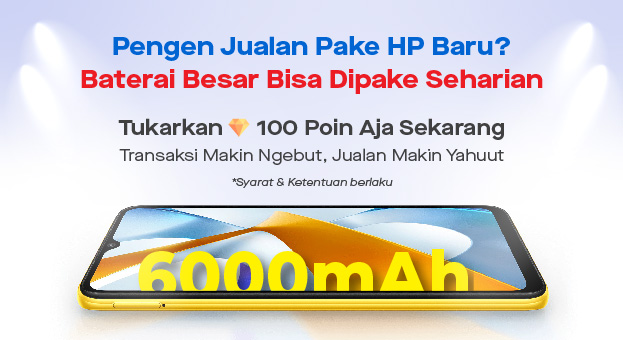 Pengen Jualan Pake HP Baru?
Baterai Besar Bisa Dipake Seharian
Tukarkan 100 Poin Aja Sekarang
Transaksi Makin Ngebut, Jualan Makin Yahuut
*Syarat & Ketentuan berlaku
6000mAh